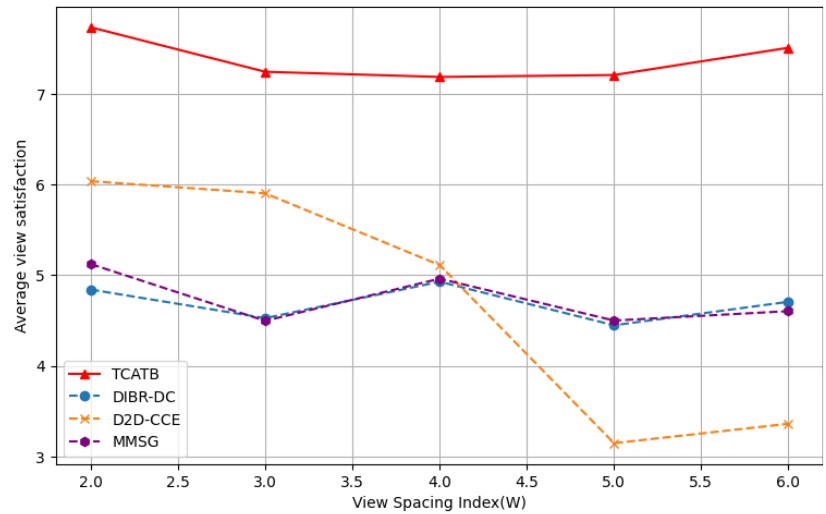 Average view satisfaction
7
6
5
4
3
TCATB
DIBR-DC
D2D-CCE
MMSG
2.0 2.5 3.0 3.5 4.0 4.5 5.0 5.5 6.0
View Spacing Index(W)